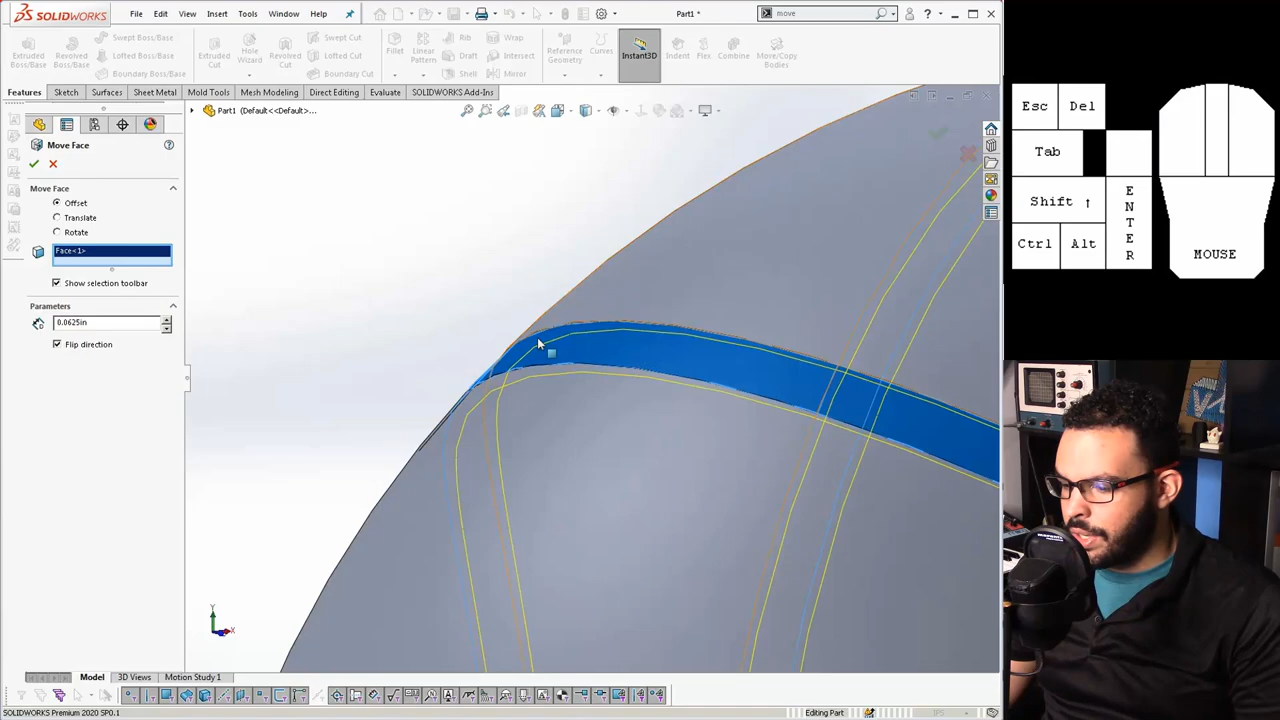 SOLIDWORKS
File
Edit
View
Insert
Tools
Window
Help
Part1 *
move
Extruded Boss/Base
Revolved Boss/Base
Swept Boss/Base
Lofted Boss/Base
Boundary Boss/Base
Extruded Cut
Hole Wizard
Revolved Cut
Swept Cut
Lofted Cut
Boundary Cut
Fillet
Linear Pattern
Rib
Draft
Shell
Wrap
Intersect
Mirror
Reference Geometry
Curves
Instant3D
Indent
Flex
Combine
Move/Copy Bodies
Features
Sketch
Surfaces
Sheet Metal
Mold Tools
Mesh Modeling
Direct Editing
Evaluate
SOLIDWORKS Add-Ins
Part1 (Default<<Default>...
Move Face
Move Face
Offset
Translate
Rotate
Face<1>
Show selection toolbar
Parameters
0.0625in
Flip direction
Y
X
Model
3D Views
Motion Study 1
SOLIDWORKS Premium 2020 SP0.1
Editing Part
IPS
Esc
Del
Tab
Shift ↑
Ctrl
Alt
ENTER
MOUSE